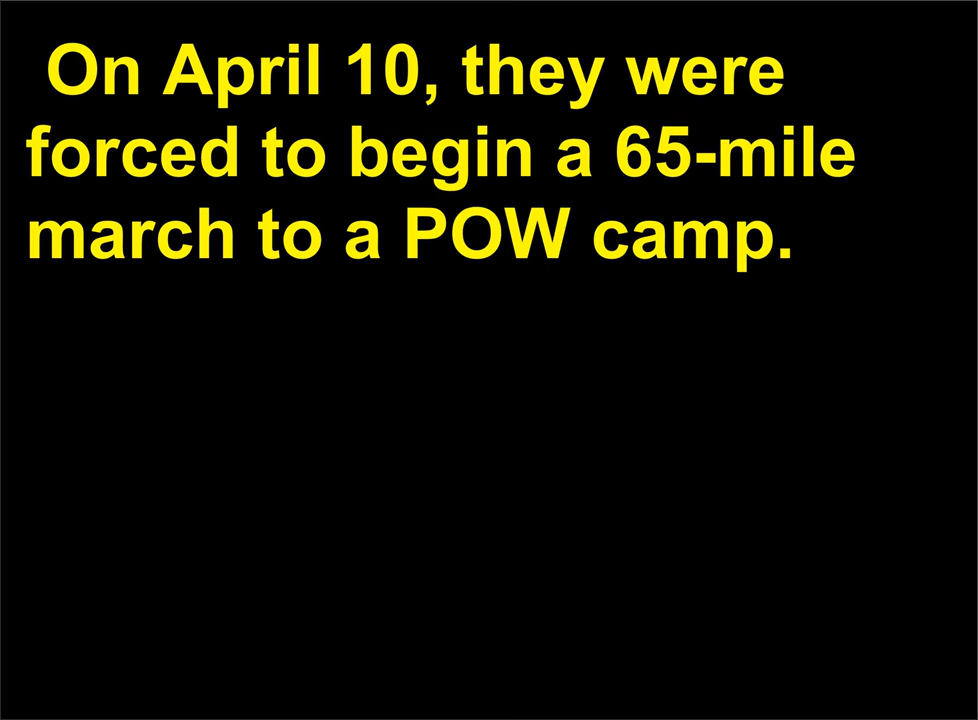 On April 10, they were
forced to begin a 65-mile
march to a POW camp.